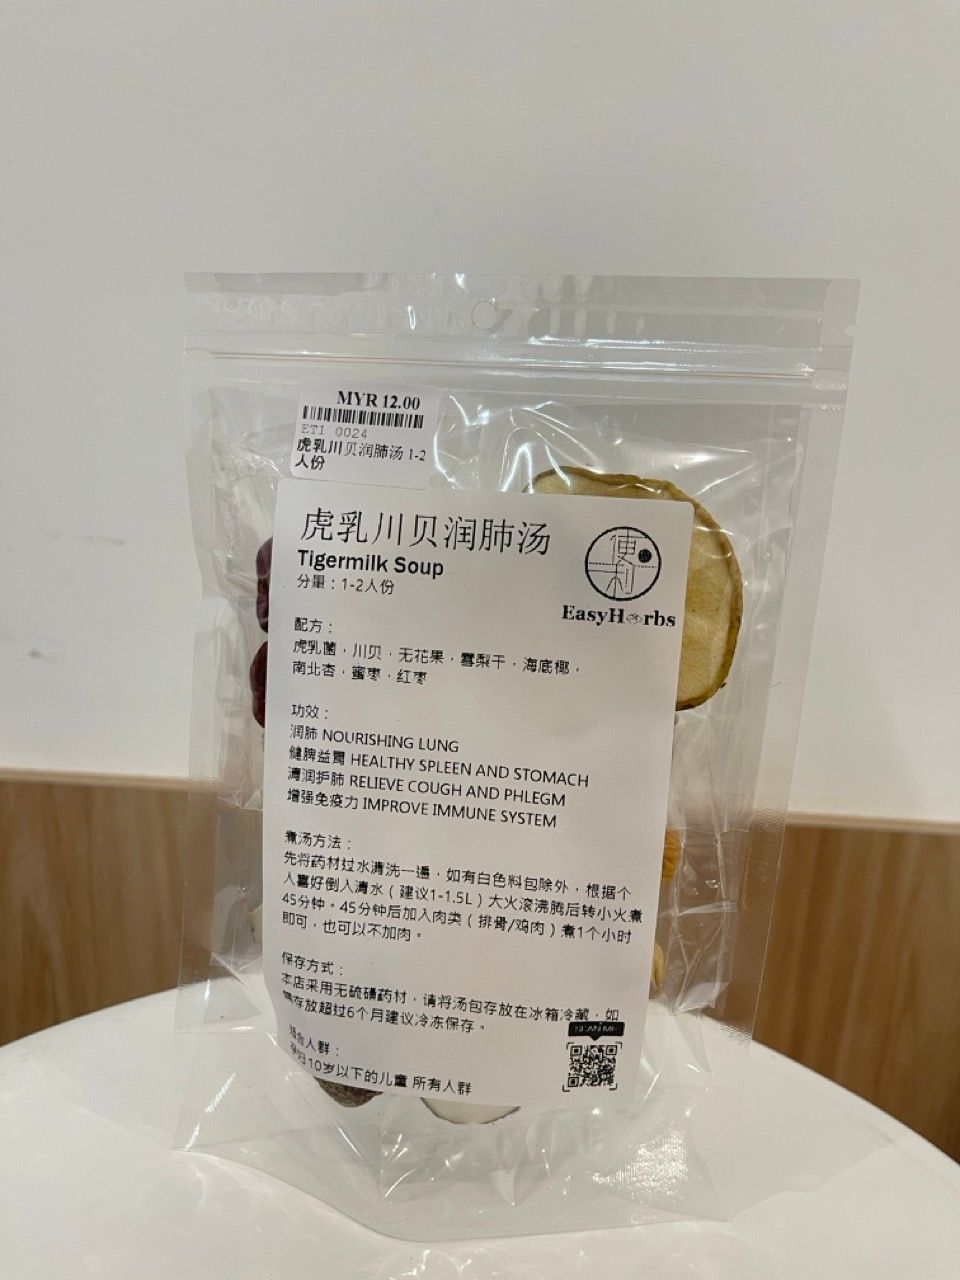 MYR 12.00
ET1 0024
虎乳川贝润肺汤 1-2
人份
虎乳川贝润肺汤
Tigermilk Soup
分量：1-2人份
便利
EasyHerbs
配方：
虎乳菌，川贝，无花果，雪梨干，海底椰，
南北杏，蜜枣，红枣
功效：
润肺 NOURISHING LUNG
健脾益胃 HEALTHY SPLEEN AND STOMACH
清润护肺 RELIEVE COUGH AND PHLEGM
增强免疫力 IMPROVE IMMUNE SYSTEM
煮汤方法：
先将药材过水清洗一遍，如有白色料包除外，根据个
人喜好倒入清水（建议1-1.5L）大火滚沸腾后转小火煮
45分钟。45分钟后加入肉类（排骨/鸡肉）煮1个小时
即可，也可以不加肉。
保存方式：
本店采用无硫磺药材，请将汤包存放在冰箱冷藏，如
需存放超过6个月建议冷冻保存。
SCAN ME
适合人群：
孕妇 10岁以下的儿童 所有人群